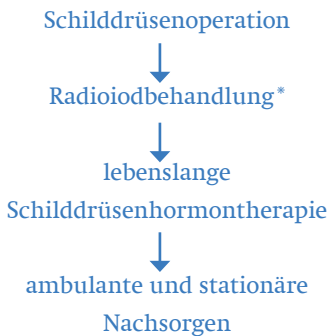 Schilddrüsenoperation
Radioiodbehandlung*
lebenslange
Schilddrüsenhormontherapie
ambulante und stationäre
Nachsorgen